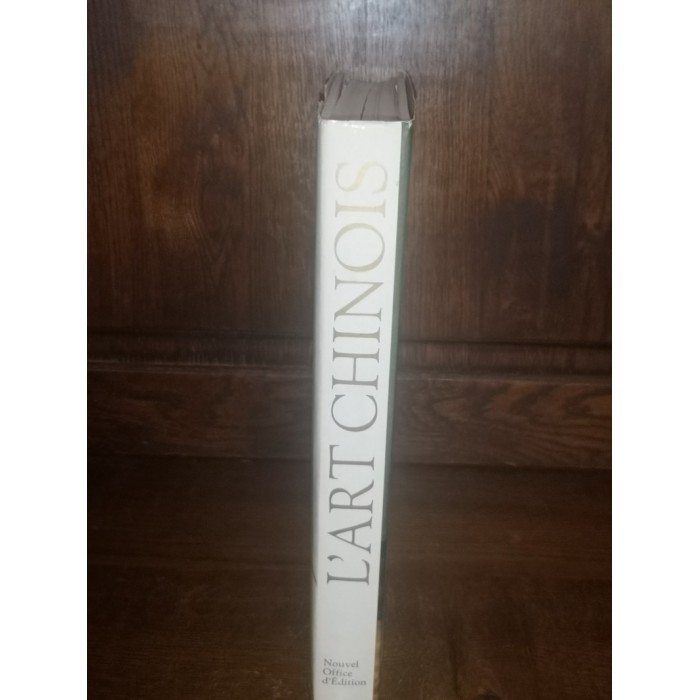 L'ART CHINOIS
Nouvel
Office
d'Édition